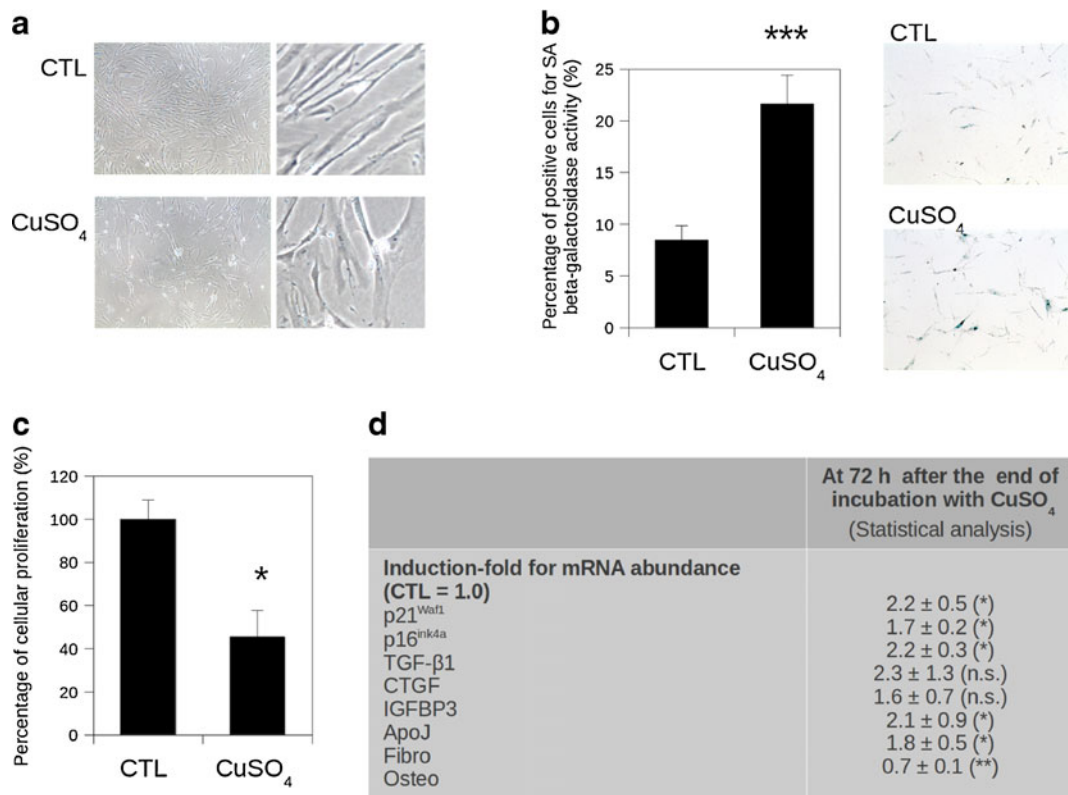 a
CTL
CuSO4
b
***
Percentage of positive cells for SA
beta-galactosidase activity (%)
25
20
15
10
5
0
CTL
CuSO4
CTL
CuSO4
c
Percentage of cellular proliferation (%)
120
100
80
60
40
20
0
*
CTL
CuSO4
d
At 72 h after the end of
incubation with CuSO4
(Statistical analysis)
Induction-fold for mRNA abundance
(CTL = 1.0)
p21Waf1
p16ink4a
TGF-β1
CTGF
IGFBP3
ApoJ
Fibro
Osteo
2.2 ± 0.5 (*)
1.7 ± 0.2 (*)
2.2 ± 0.3 (*)
2.3 ± 1.3 (n.s.)
1.6 ± 0.7 (n.s.)
2.1 ± 0.9 (*)
1.8 ± 0.5 (*)
0.7 ± 0.1 (**)